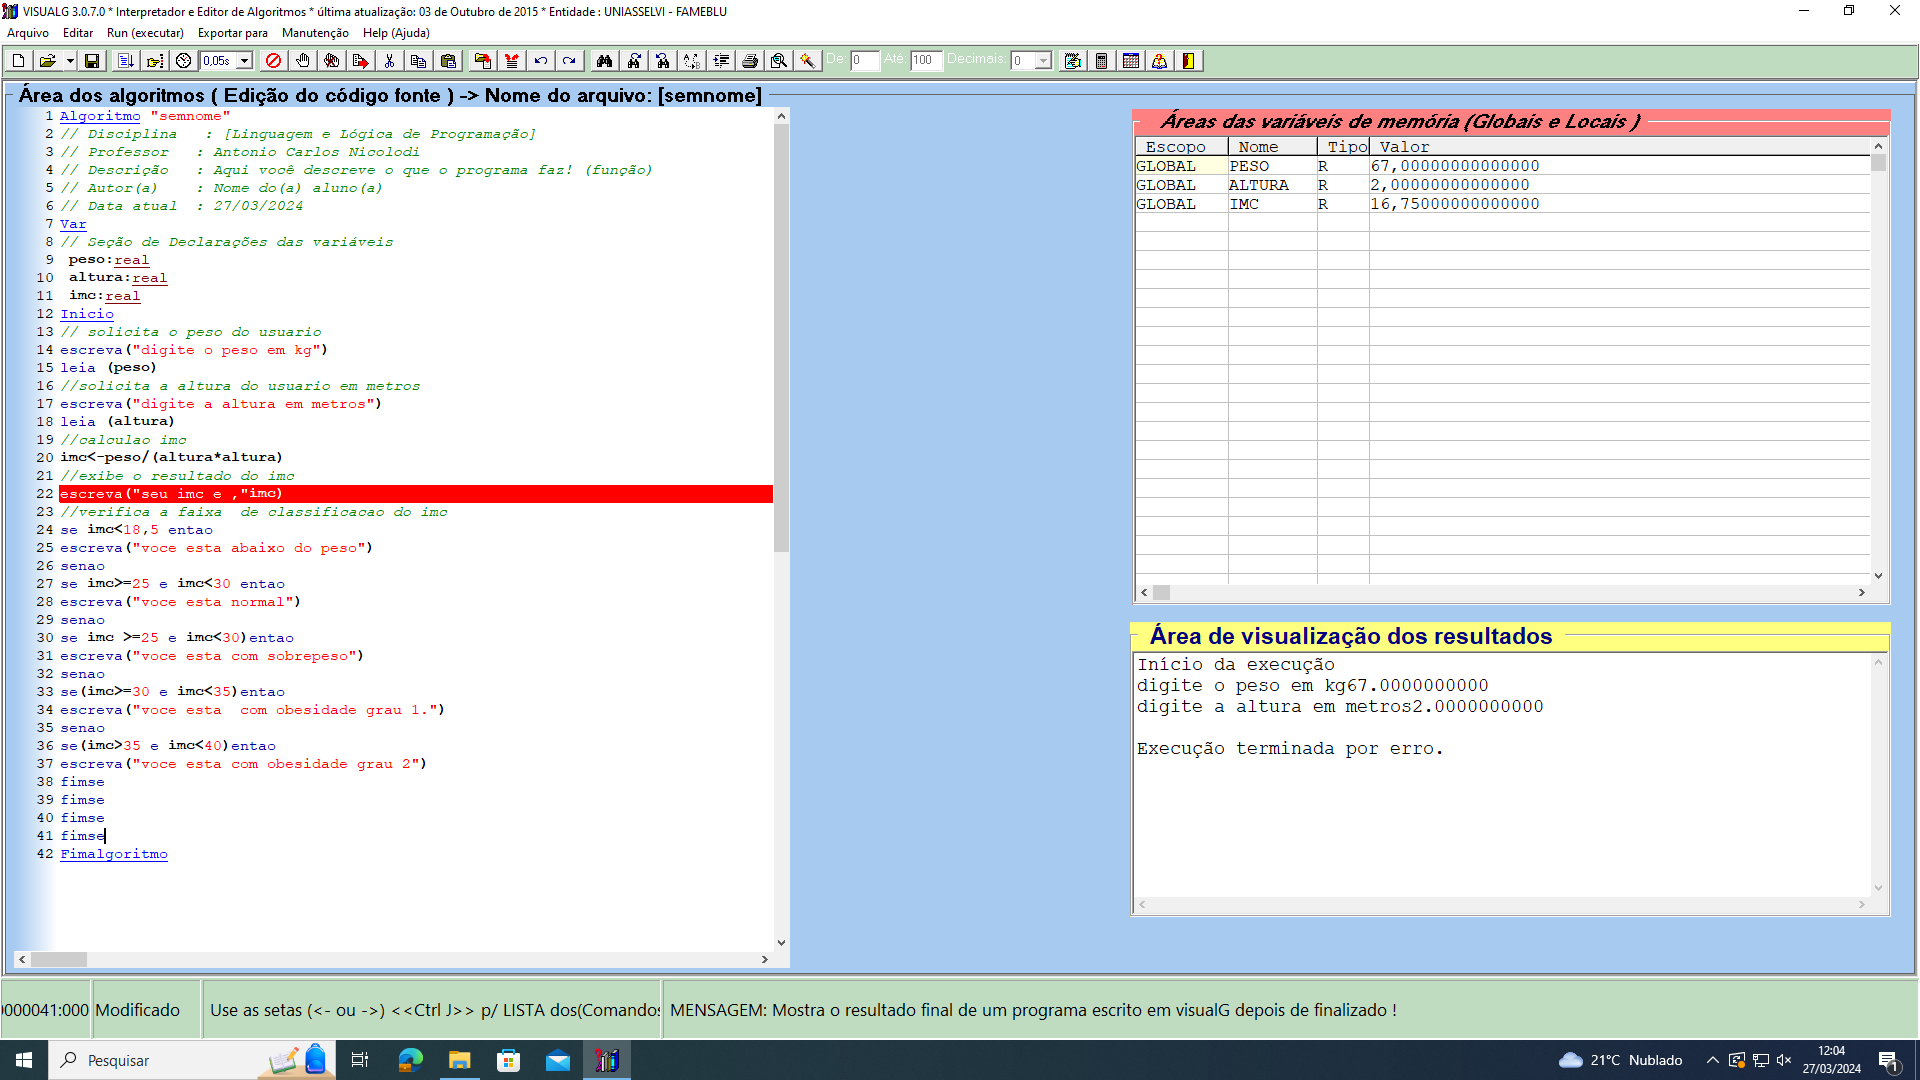 VISUALG 3.0.7.0 * Interpretador e Editor de Algoritmos * última atualização: 03 de Outubro de 2015 * Entidade : UNIASSELVI - FAMEBLU
Arquivo Editar Run (executar) Exportar para Manutenção Help (Ajuda)
0,05s De: 0 Até: 100 Decimais: 0
Área dos algoritmos ( Edição do código fonte ) -> Nome do arquivo: [semnome]
1 Algoritmo "semnome"
2 // Disciplina : [Linguagem e Lógica de Programação]
3 // Professor : Antonio Carlos Nicolodi
4 // Descrição : Aqui você descreve o que o programa faz! (função)
5 // Autor(a) : Nome do(a) aluno(a)
6 // Data atual : 27/03/2024
7 Var
8 // Seção de Declarações das variáveis
9 peso:real
10 altura:real
11 imc:real
12 Inicio
13 // solicita o peso do usuario
14 escreva("digite o peso em kg")
15 leia (peso)
16 //solicita a altura do usuario em metros
17 escreva("digite a altura em metros")
18 leia (altura)
19 //calculao imc
20 imc<-peso/(altura*altura)
21 //exibe o resultado do imc
22 escreva("seu imc e ,"imc)
23 //verifica a faixa  de classificacao do imc
24 se imc<18,5 entao
25 escreva("voce esta abaixo do peso")
26 senao
27 se imc>=25 e imc<30 entao
28 escreva("voce esta normal")
29 senao
30 se imc >=25 e imc<30)entao
31 escreva("voce esta com sobrepeso")
32 senao
33 se(imc>=30 e imc<35)entao
34 escreva("voce esta  com obesidade grau 1.")
35 senao
36 se(imc>35 e imc<40)entao
37 escreva("voce esta com obesidade grau 2")
38 fimse
39 fimse
40 fimse
41 fimse
42 Fimalgoritmo
Áreas das variáveis de memória (Globais e Locais )
Escopo Nome Tipo Valor
GLOBAL PESO R 67,00000000000000
GLOBAL ALTURA R 2,00000000000000
GLOBAL IMC R 16,75000000000000
Área de visualização dos resultados
Início da execução
digite o peso em kg67.0000000000
digite a altura em metros2.0000000000
Execução terminada por erro.
0000041:000 Modificado Use as setas (<- ou ->) <<Ctrl J>> p/ LISTA dos(Comandos MENSAGEM: Mostra o resultado final de um programa escrito em visualG depois de finalizado !
Pesquisar
21°C Nublado
12:04
27/03/2024
1